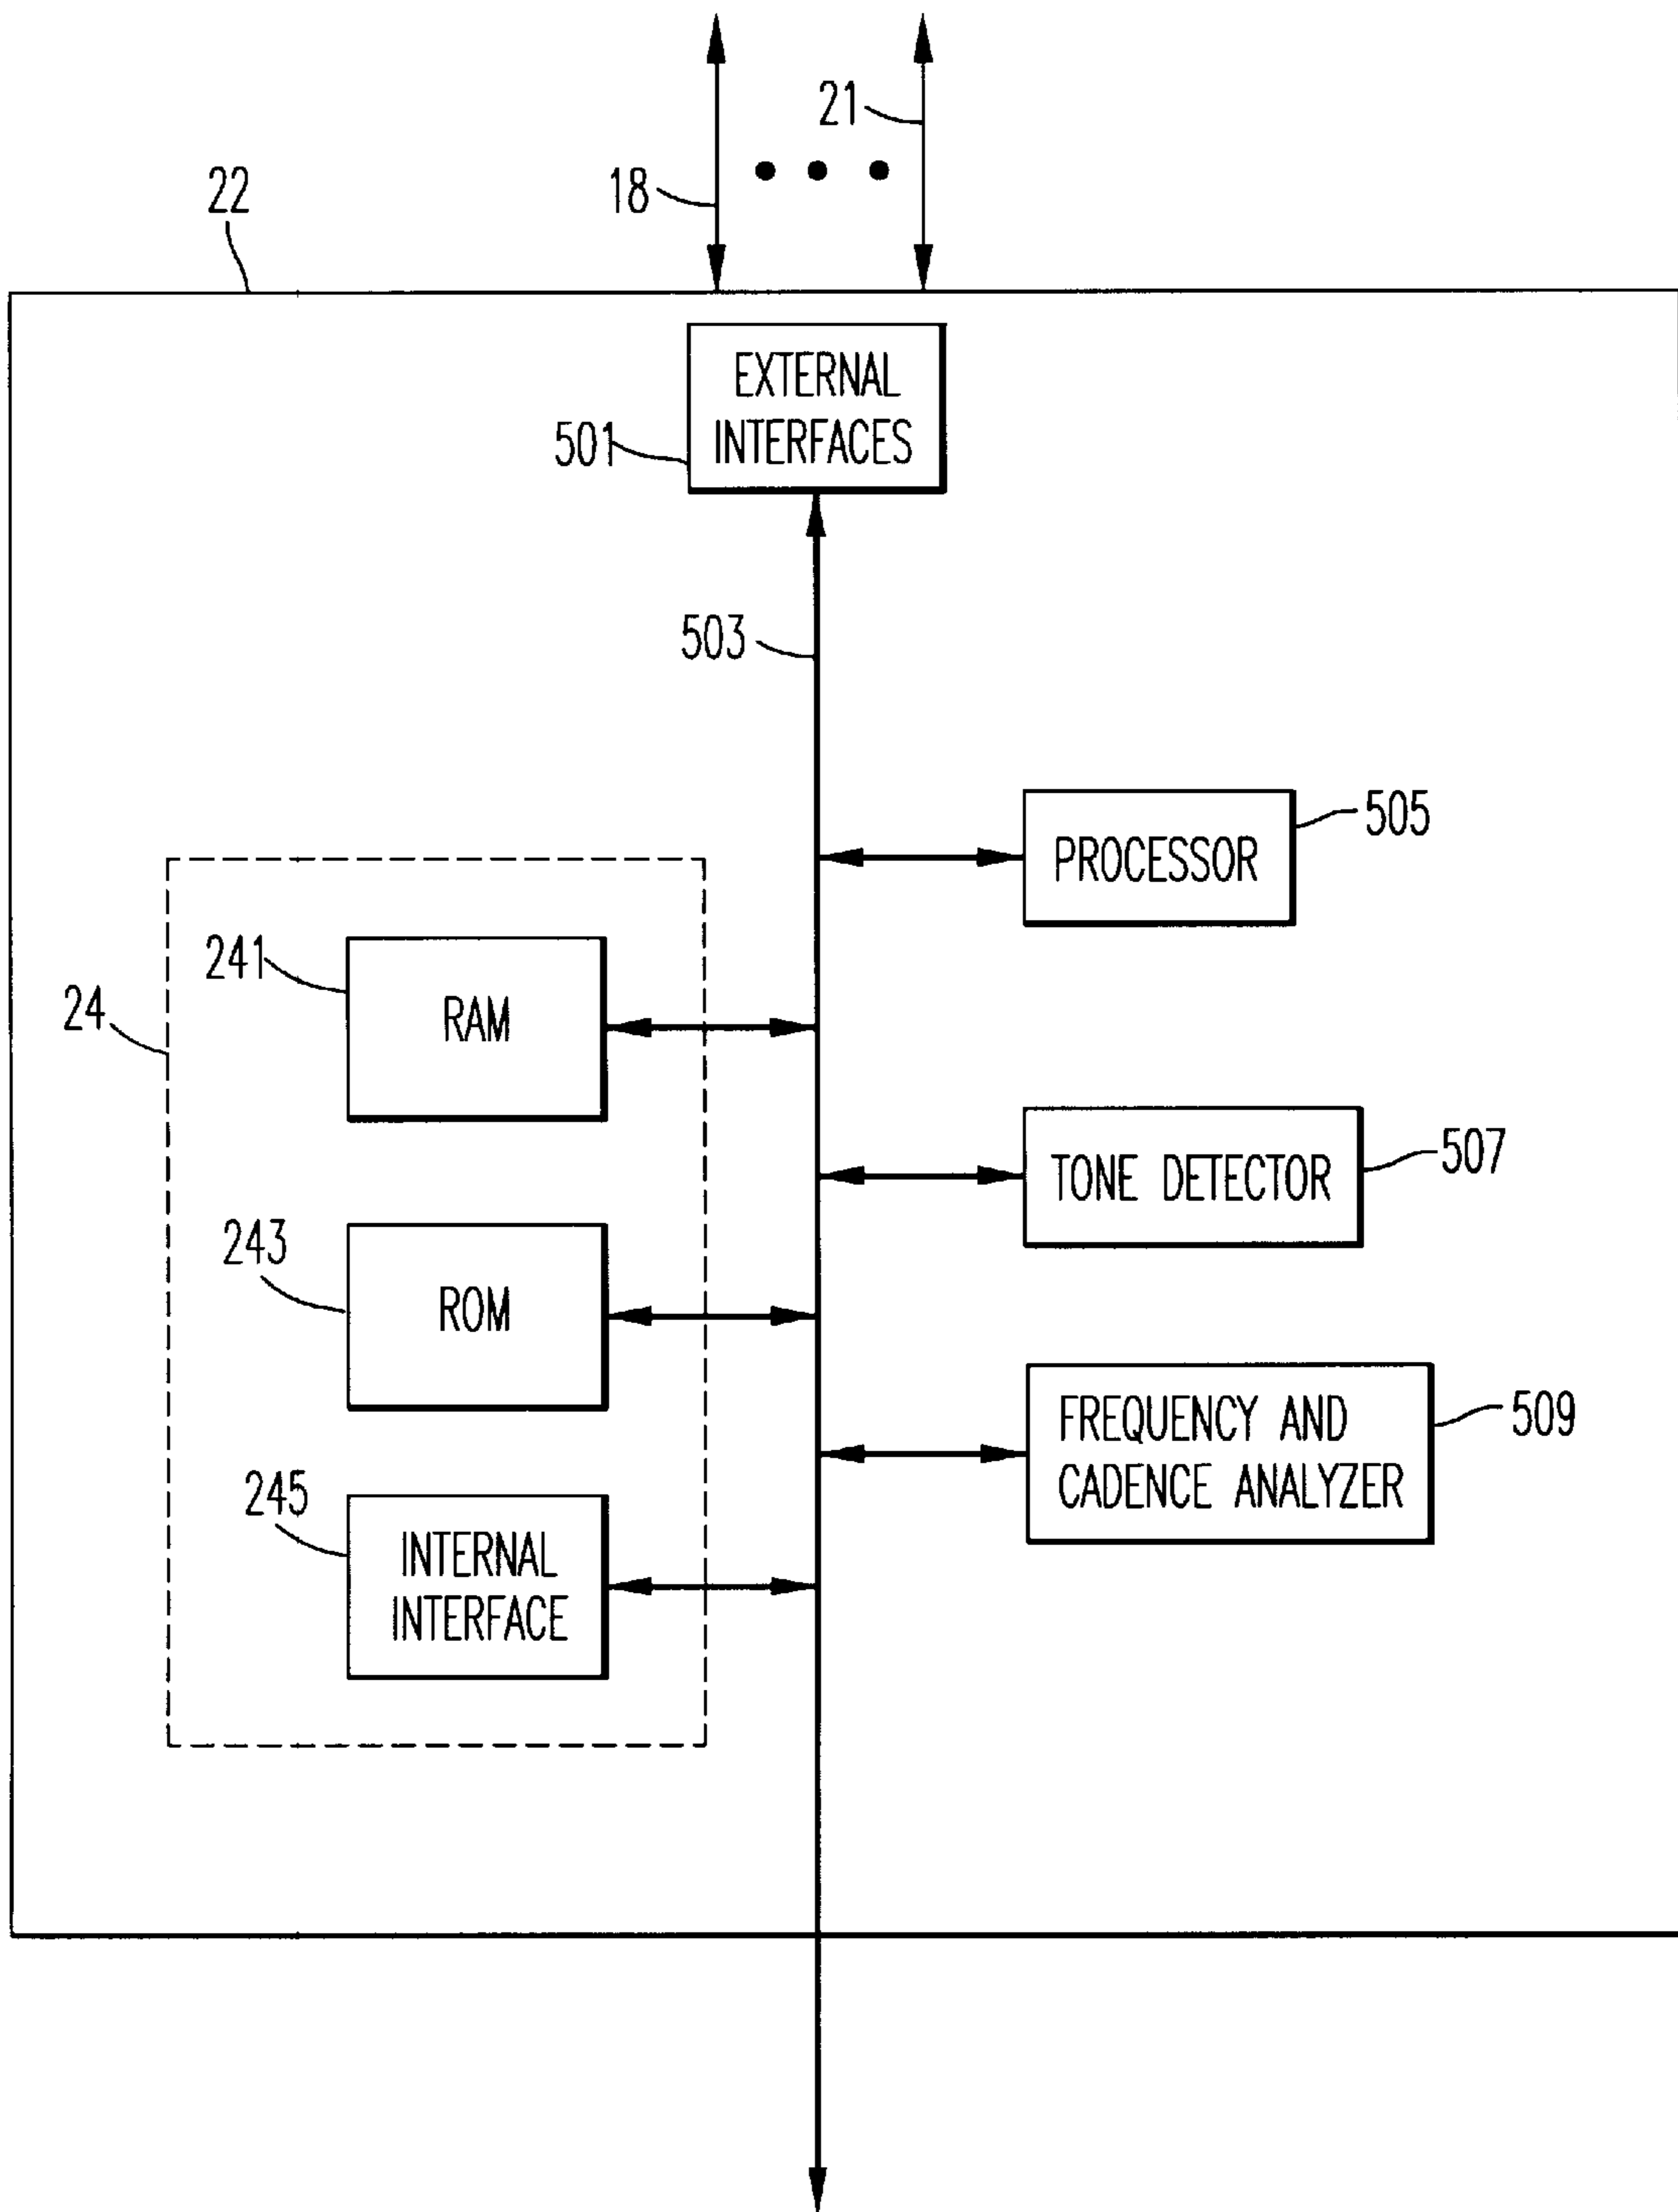 21
18
22
EXTERNAL
INTERFACES
501
503
505
PROCESSOR
241
RAM
24
507
TONE DETECTOR
243
ROM
509
FREQUENCY AND
CADENCE ANALYZER
245
INTERNAL
INTERFACE